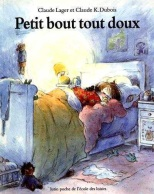 Claude Lager et Claude K. Dubois
Petit bout tout doux
lutin poche de l'école des loisirs